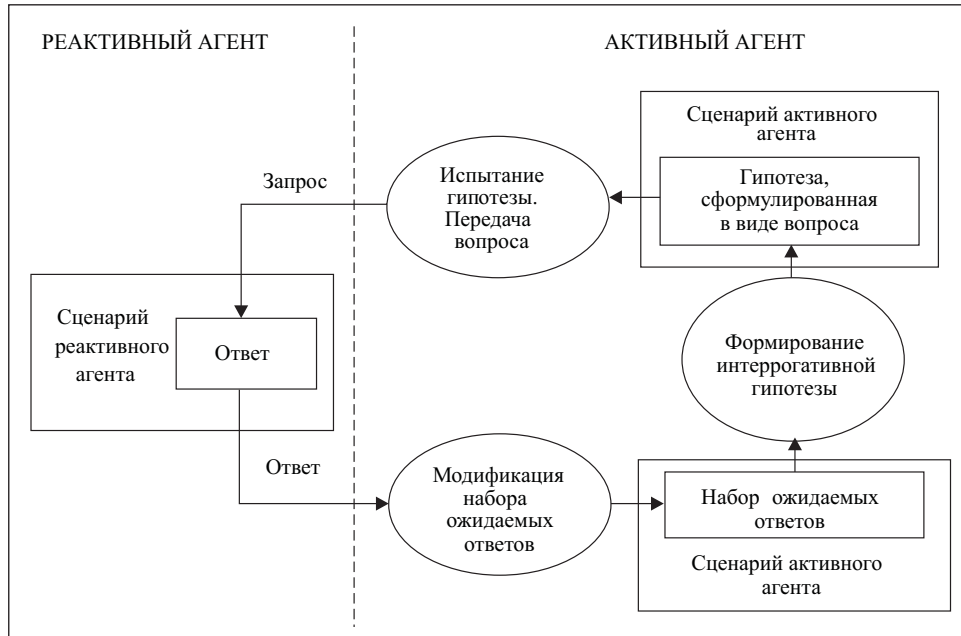 РЕАКТИВНЫЙ АГЕНТ
АКТИВНЫЙ АГЕНТ
Сценарий активного
агента
Гипотеза,
сформулированная
в виде вопроса
Испытание
гипотезы.
Передача
вопроса
Запрос
Сценарий
реактивного
агента
Ответ
Формирование
интеррогативной
гипотезы
Ответ
Модификация
набора
ожидаемых
ответов
Набор ожидаемых
ответов
Сценарий активного
агента